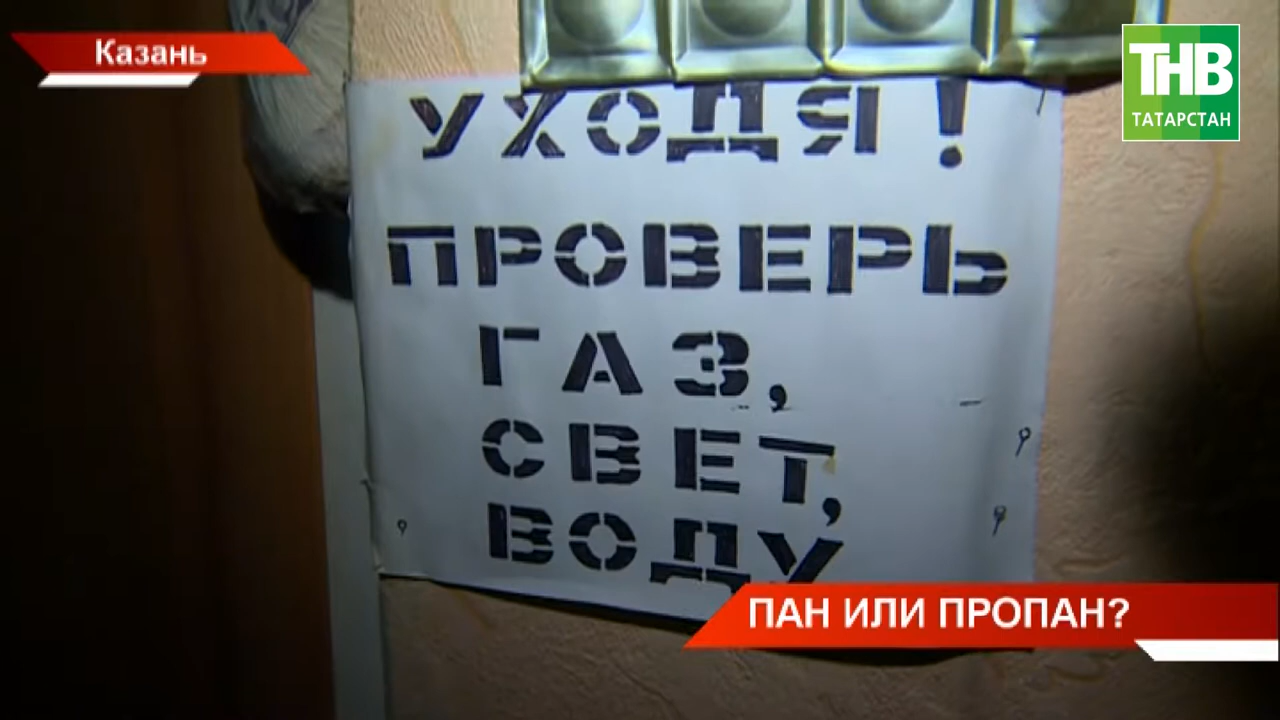 Казань
ТНВ
ТАТАРСТАН
УХОДЯ!
ПРОВЕРЬ
ГАЗ,
СВЕТ,
ВОДУ
ПАН ИЛИ ПРОПАН?